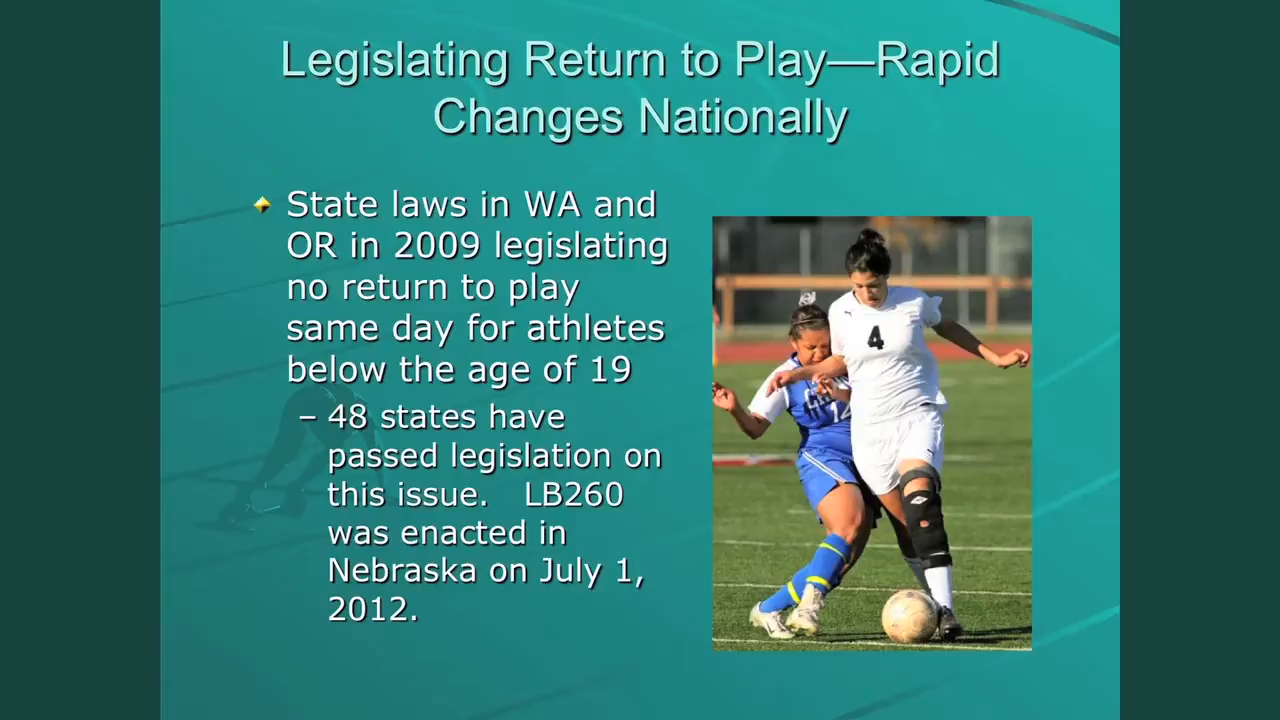 Legislating Return to Play—Rapid
Changes Nationally
State laws in WA and
OR in 2009 legislating
no return to play
same day for athletes
below the age of 19
– 48 states have
passed legislation on
this issue. LB260
was enacted in
Nebraska on July 1,
2012.
4